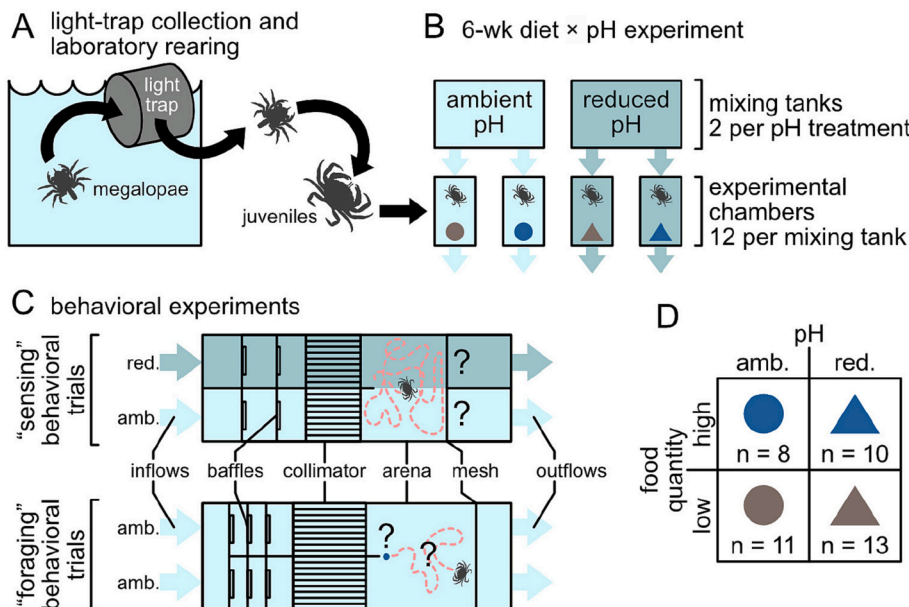 A light-trap collection and
laboratory rearing
light
trap
megalopae
juveniles
B 6-wk diet × pH experiment
ambient
pH
reduced
pH
mixing tanks
2 per pH treatment
experimental
chambers
12 per mixing tank
C behavioral experiments
"sensing"
behavioral
trials
red.
amb.
?
?
inflows
baffles
collimator
arena
mesh
outflows
"foraging"
behavioral
trials
amb.
amb.
?
?
D
pH
amb.
red.
food
quantity
high
low
n = 8
n = 10
n = 11
n = 13